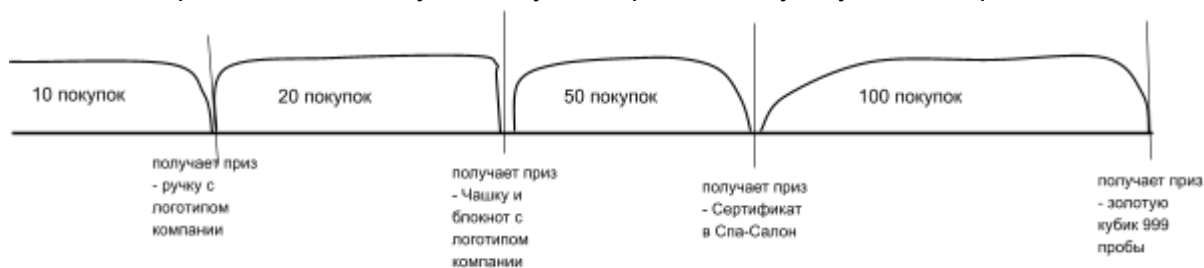 10 покупок
20 покупок
50 покупок
100 покупок
получает приз
- ручку с
логотипом
компании
получает приз
- Чашку и
блокнот с
логотипом
компании
получает приз
- Сертификат
в Спа-Салон
получает приз
- золотую
кубик 999
пробы